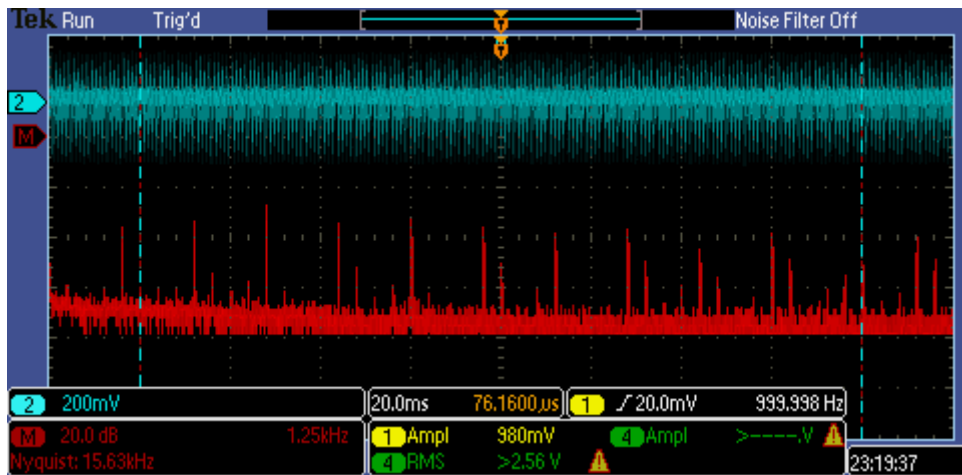 Tek Run Trig'd Noise Filter Off
T
T
2
M
2 200mV 20.0ms 76.1600µs 1 ∫ 20.0mV 999.998 Hz
M 20.0 dB 1.25kHz 1 Ampl 980mV 4 Ampl >----.V
Nyquist: 15.63kHz 4 RMS >2.56 V 23:19:37